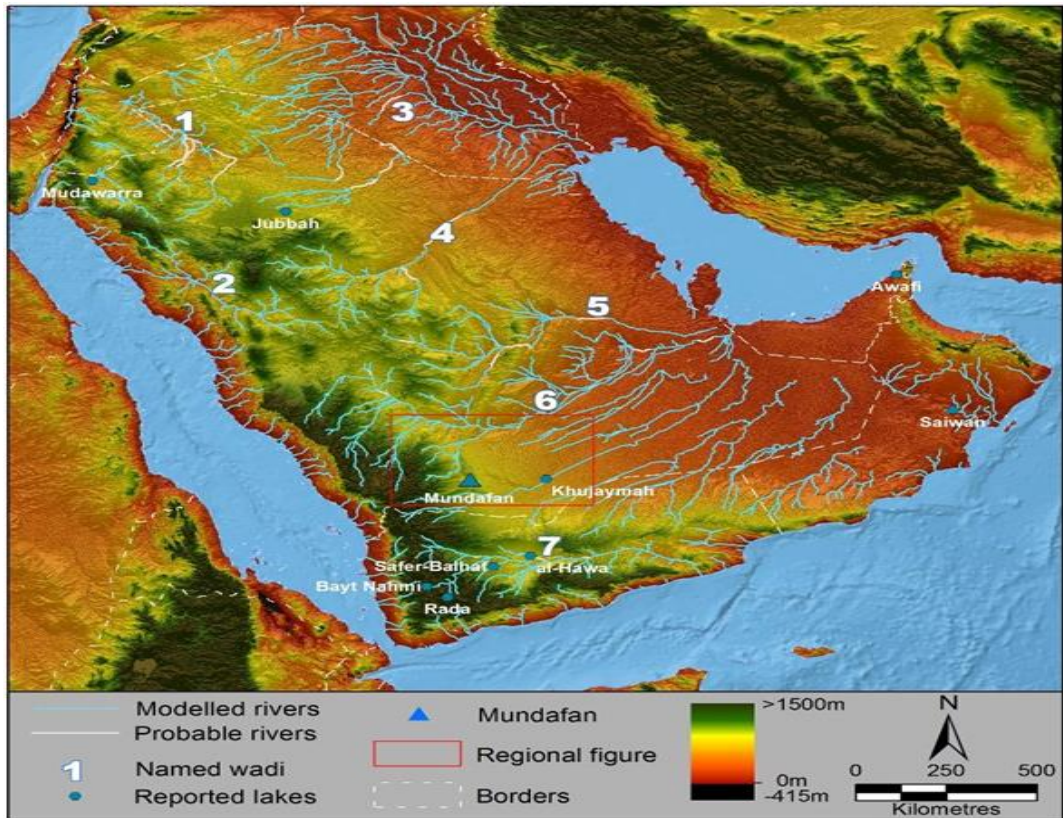 1
3
Mudawarra
Jubbah
4
2
Awafi
5
6
Saiwan
Mundafan
Khujaymah
7
Safer-Balhaf
al-Hawa
Bayt Nahmi
Rada
Modelled rivers
Probable rivers
1 Named wadi
Reported lakes
Mundafan
Regional figure
Borders
>1500m
0m
-415m
N
0 250 500
Kilometres